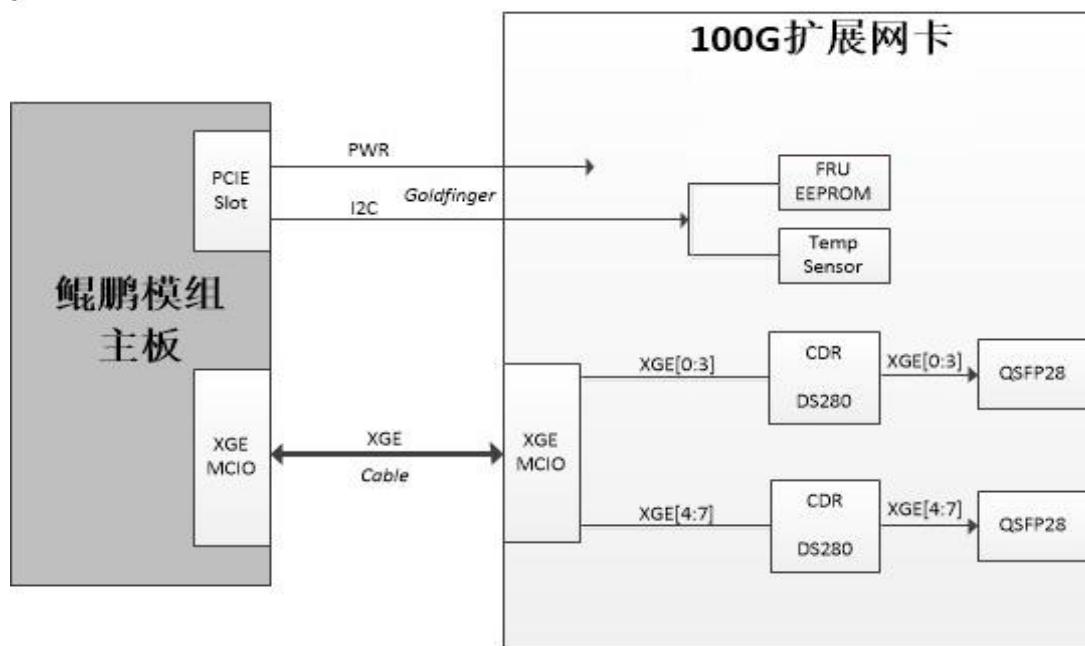 100G扩展网卡
PWR
PCIE
Slot
Goldfinger
I2C
FRU
EEPROM
Temp
Sensor
鲲鹏模组
主板
XGE
MCIO
XGE
Cable
XGE
MCIO
XGE[0:3]
CDR
DS280
XGE[0:3]
QSFP28
XGE[4:7]
CDR
DS280
XGE[4:7]
QSFP28